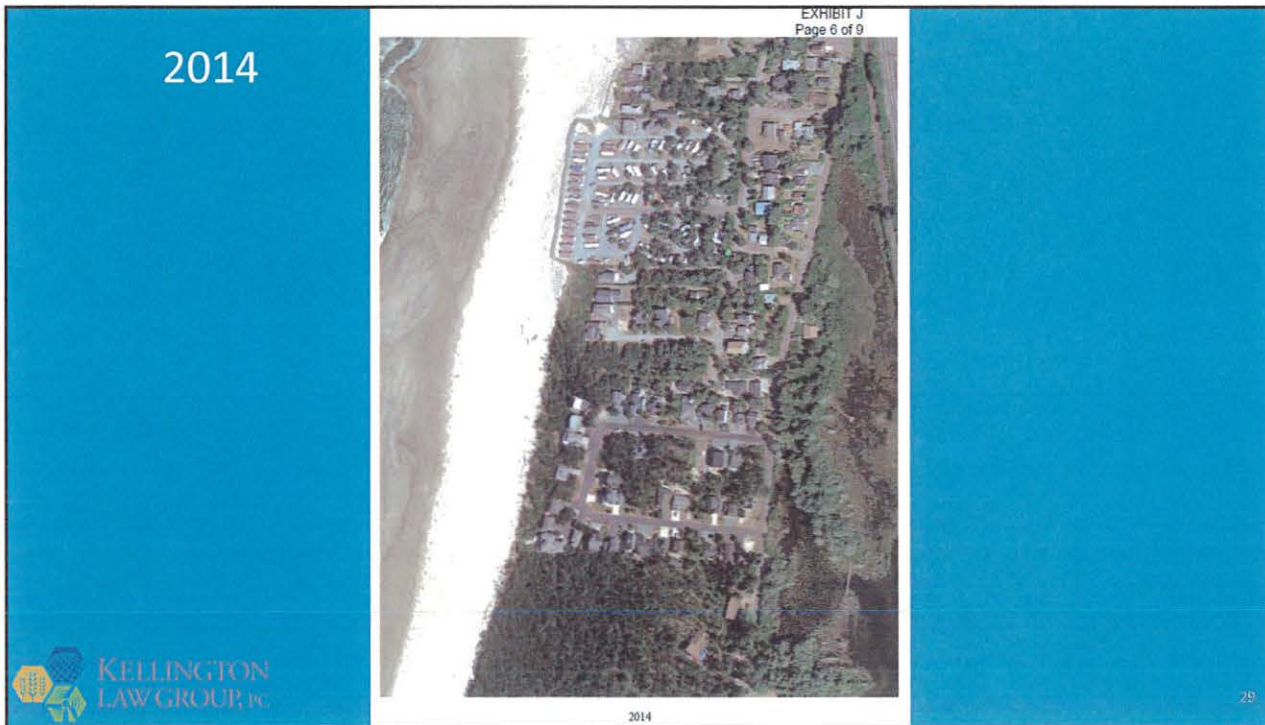 EXHIBIT J
Page 6 of 9
2014
KELLINGTON
LAW GROUP, PC
2014
29